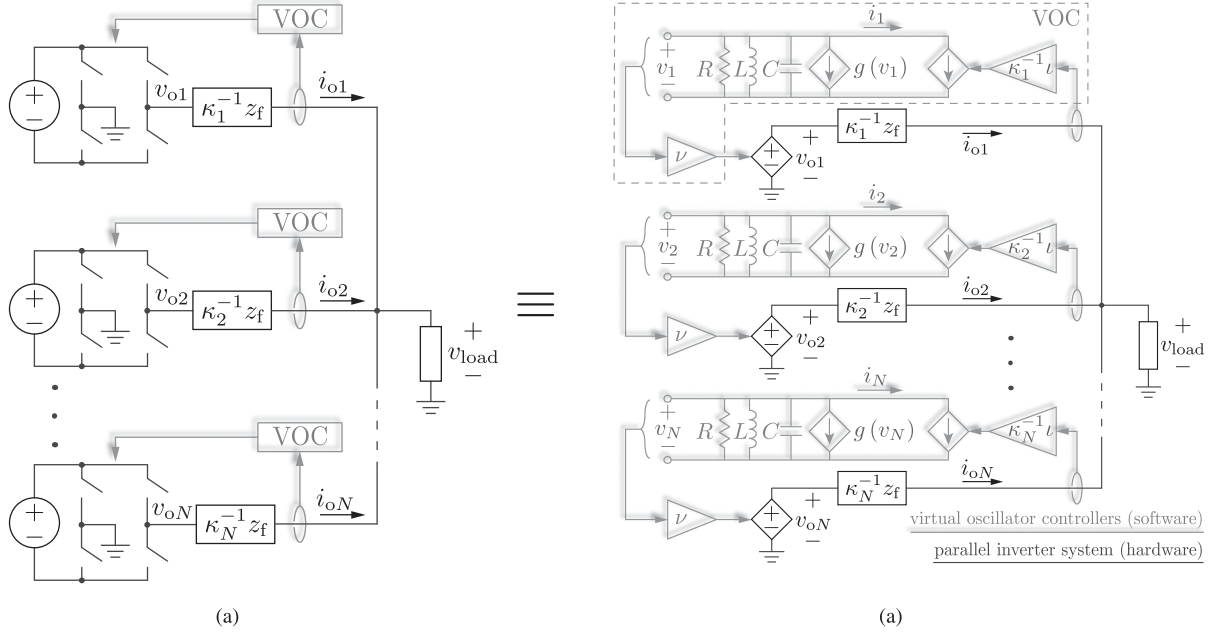 VOC
v_o1
κ_1^{-1} z_f
i_o1
VOC
v_o2
κ_2^{-1} z_f
i_o2
+
v_load
−
VOC
v_oN
κ_N^{-1} z_f
i_oN
(a)
≡
i_1
VOC
+
v_1
−
R
L
C
g (v_1)
κ_1^{-1} ι
ν
+
v_o1
−
κ_1^{-1} z_f
i_o1
i_2
+
v_2
−
R
L
C
g (v_2)
κ_2^{-1} ι
ν
+
v_o2
−
κ_2^{-1} z_f
i_o2
+
v_load
−
i_N
+
v_N
−
R
L
C
g (v_N)
κ_N^{-1} ι
ν
+
v_oN
−
κ_N^{-1} z_f
i_oN
virtual oscillator controllers (software)
parallel inverter system (hardware)
(a)